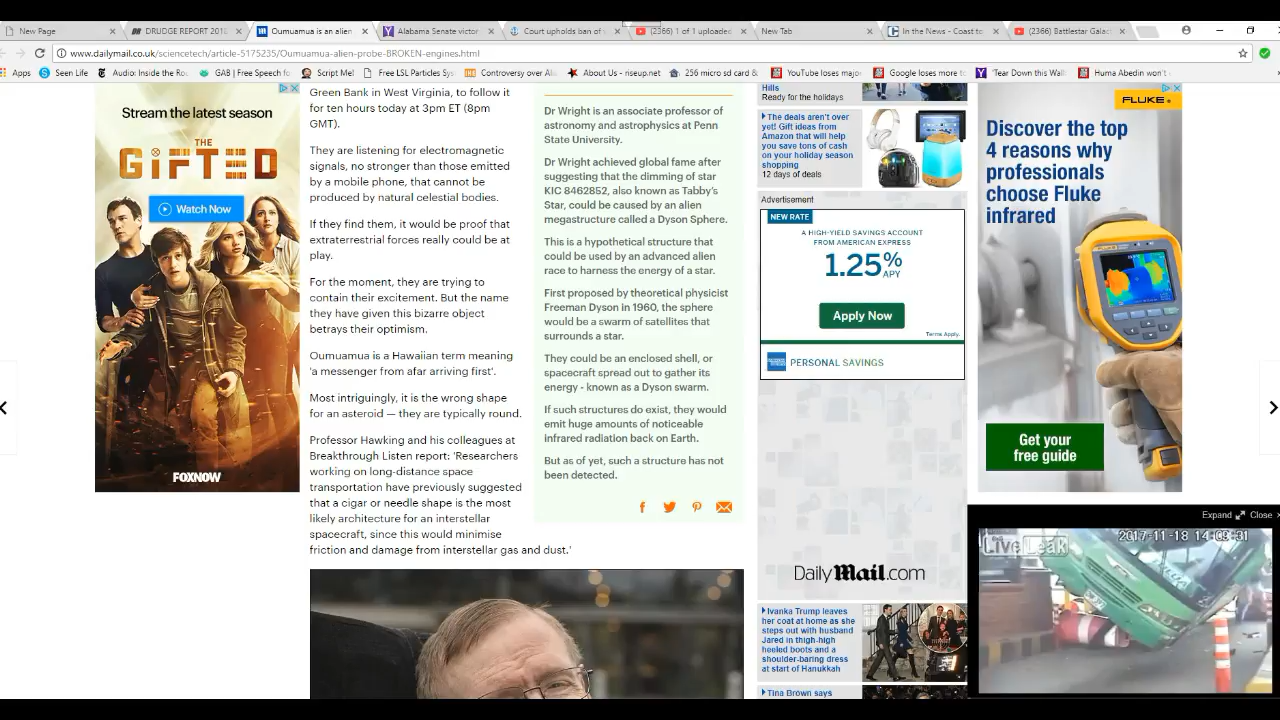 New Page
DRUDGE REPORT 2018
Oumuamua is an alien
Alabama Senate victor
Court upholds ban of
(2366) 1 of 1 uploaded
New Tab
In the News - Coast to
(2366) Battlestar Galact
www.dailymail.co.uk/sciencetech/article-5175235/Oumuamua-alien-probe-BROKEN-engines.html
Apps
Seen Life
Audio: Inside the Ro
GAB | Free Speech fo
Script Mel
Free LSL Particles Sys
Controversy over Ali
About Us - riseup.net
256 micro sd card &
YouTube loses majo
Google loses more to
'Tear Down this Wall
Huma Abedin won't
Stream the latest season
THE
GIFTED
Watch Now
FOXNOW
Green Bank in West Virginia, to follow it
for ten hours today at 3pm ET (8pm
GMT).
They are listening for electromagnetic
signals, no stronger than those emitted
by a mobile phone, that cannot be
produced by natural celestial bodies.
If they find them, it would be proof that
extraterrestrial forces really could be at
play.
For the moment, they are trying to
contain their excitement. But the name
they have given this bizarre object
betrays their optimism.
Oumuamua is a Hawaiian term meaning
'a messenger from afar arriving first'.
Most intriguingly, it is the wrong shape
for an asteroid — they are typically round.
Professor Hawking and his colleagues at
Breakthrough Listen report: 'Researchers
working on long-distance space
transportation have previously suggested
that a cigar or needle shape is the most
likely architecture for an interstellar
spacecraft, since this would minimise
friction and damage from interstellar gas and dust.'
Dr Wright is an associate professor of
astronomy and astrophysics at Penn
State University.
Dr Wright achieved global fame after
suggesting that the dimming of star
KIC 8462852, also known as Tabby's
Star, could be caused by an alien
megastructure called a Dyson Sphere.
This is a hypothetical structure that
could be used by an advanced alien
race to harness the energy of a star.
First proposed by theoretical physicist
Freeman Dyson in 1960, the sphere
would be a swarm of satellites that
surrounds a star.
They could be an enclosed shell, or
spacecraft spread out to gather its
energy - known as a Dyson swarm.
If such structures do exist, they would
emit huge amounts of noticeable
infrared radiation back on Earth.
But as of yet, such a structure has not
been detected.
Hills
Ready for the holidays
The deals aren't over
yet! Gift ideas from
Amazon that will help
you save tons of cash
on your holiday season
shopping
12 days of deals
Advertisement
NEW RATE
A HIGH-YIELD SAVINGS ACCOUNT
FROM AMERICAN EXPRESS
1.25% APY
Apply Now
Terms Apply.
PERSONAL SAVINGS
DailyMail.com
Ivanka Trump leaves
her coat at home as she
steps out with husband
Jared in thigh-high
heeled boots and a
shoulder-baring dress
at start of Hanukkah
Tina Brown says
FLUKE
Discover the top
4 reasons why
professionals
choose Fluke
infrared
Get your
free guide
Expand
Close
LiveLeak
2017-11-18 14:09:31